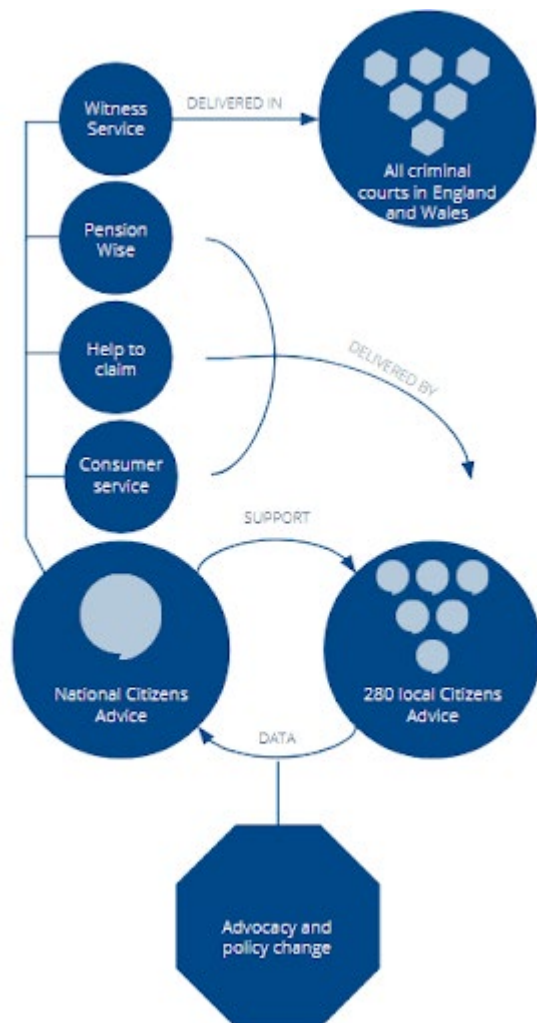 Witness
Service
DELIVERED IN
All criminal
courts in England
and Wales
Pension
Wise
Help to
claim
DELIVERED BY
Consumer
service
SUPPORT
National Citizens
Advice
280 local Citizens
Advice
DATA
Advocacy and
policy change